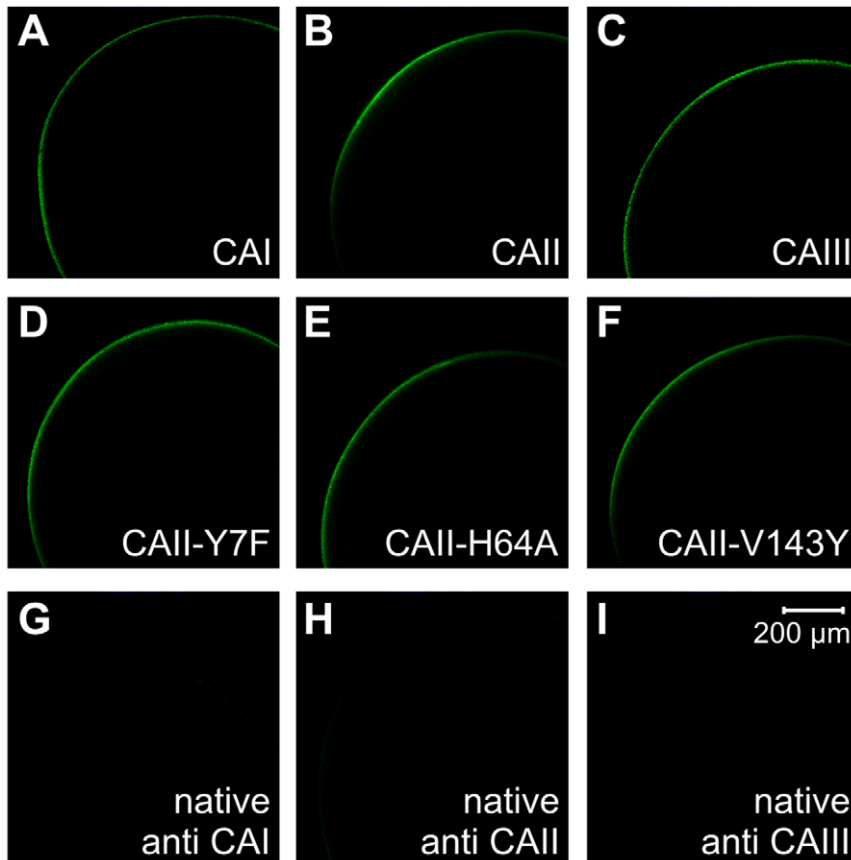 A
CAI
B
CAII
C
CAIII
D
CAII-Y7F
E
CAII-H64A
F
CAII-V143Y
G
native
anti CAI
H
native
anti CAII
I
200 µm
native
anti CAIII